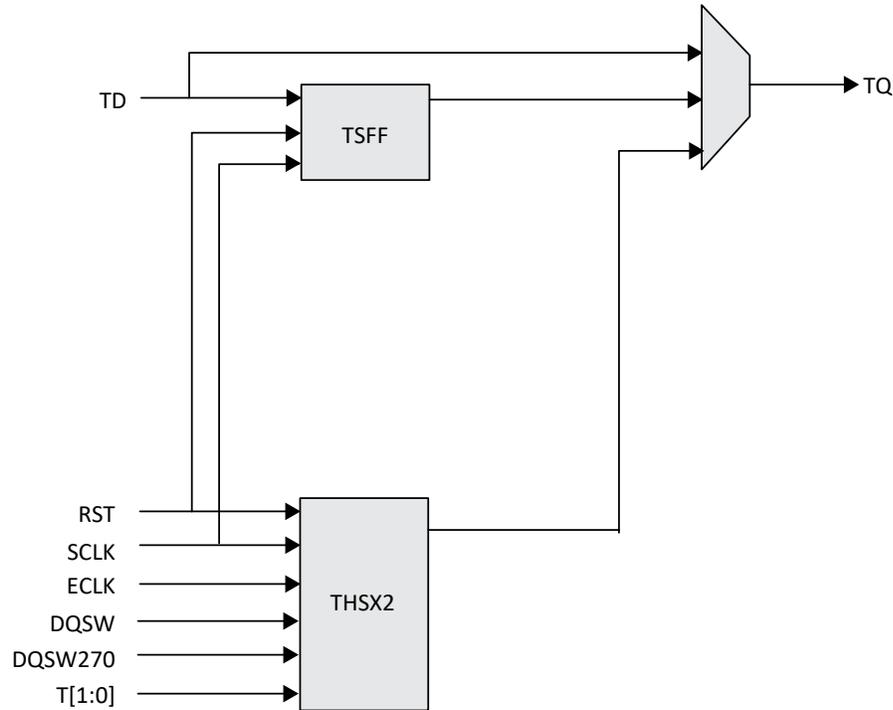 TD
TSFF
TQ
RST
SCLK
ECLK
DQSW
DQSW270
T[1:0]
THSX2